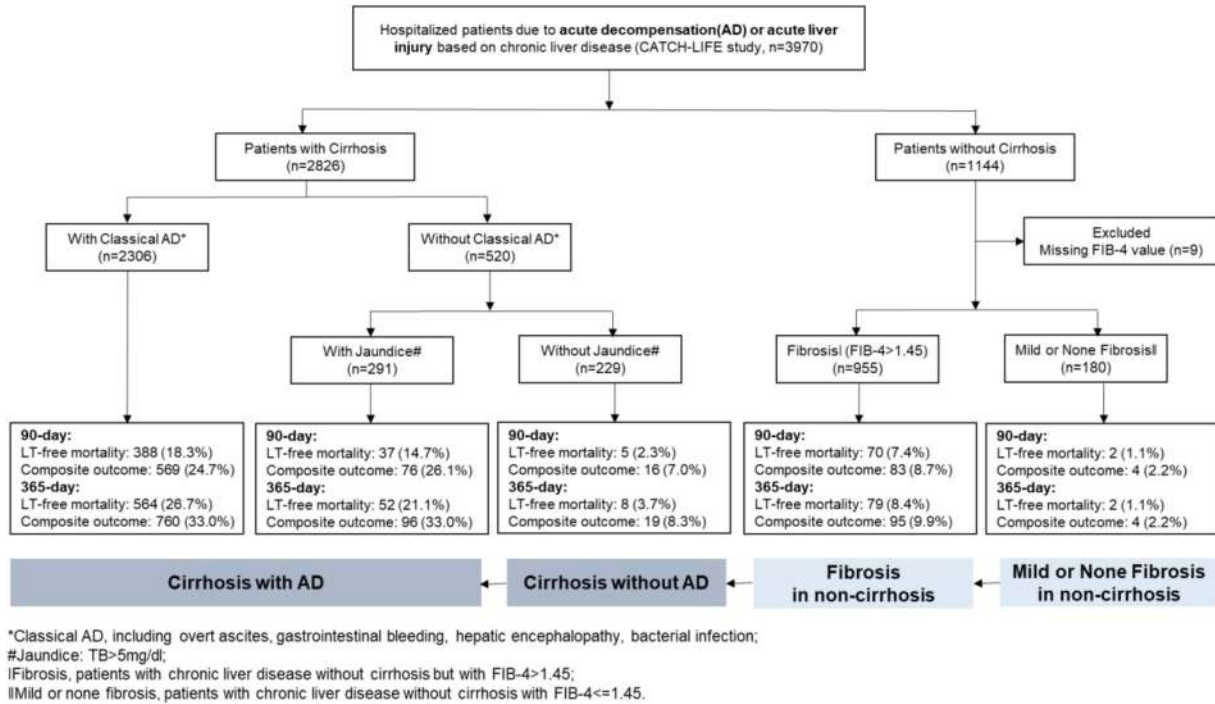 Hospitalized patients due to acute decompensation(AD) or acute liver
injury based on chronic liver disease (CATCH-LIFE study, n=3970)
Patients with Cirrhosis
(n=2826)
Patients without Cirrhosis
(n=1144)
With Classical AD*
(n=2306)
Without Classical AD*
(n=520)
Excluded
Missing FIB-4 value (n=9)
With Jaundice#
(n=291)
Without Jaundice#
(n=229)
Fibrosis| (FIB-4>1.45)
(n=955)
Mild or None Fibrosis‖
(n=180)
90-day:
LT-free mortality: 388 (18.3%)
Composite outcome: 569 (24.7%)
365-day:
LT-free mortality: 564 (26.7%)
Composite outcome: 760 (33.0%)
90-day:
LT-free mortality: 37 (14.7%)
Composite outcome: 76 (26.1%)
365-day:
LT-free mortality: 52 (21.1%)
Composite outcome: 96 (33.0%)
90-day:
LT-free mortality: 5 (2.3%)
Composite outcome: 16 (7.0%)
365-day:
LT-free mortality: 8 (3.7%)
Composite outcome: 19 (8.3%)
90-day:
LT-free mortality: 70 (7.4%)
Composite outcome: 83 (8.7%)
365-day:
LT-free mortality: 79 (8.4%)
Composite outcome: 95 (9.9%)
90-day:
LT-free mortality: 2 (1.1%)
Composite outcome: 4 (2.2%)
365-day:
LT-free mortality: 2 (1.1%)
Composite outcome: 4 (2.2%)
Cirrhosis with AD
Cirrhosis without AD
Fibrosis
in non-cirrhosis
Mild or None Fibrosis
in non-cirrhosis
*Classical AD, including overt ascites, gastrointestinal bleeding, hepatic encephalopathy, bacterial infection;
#Jaundice: TB>5mg/dl;
|Fibrosis, patients with chronic liver disease without cirrhosis but with FIB-4>1.45;
‖Mild or none fibrosis, patients with chronic liver disease without cirrhosis with FIB-4<=1.45.